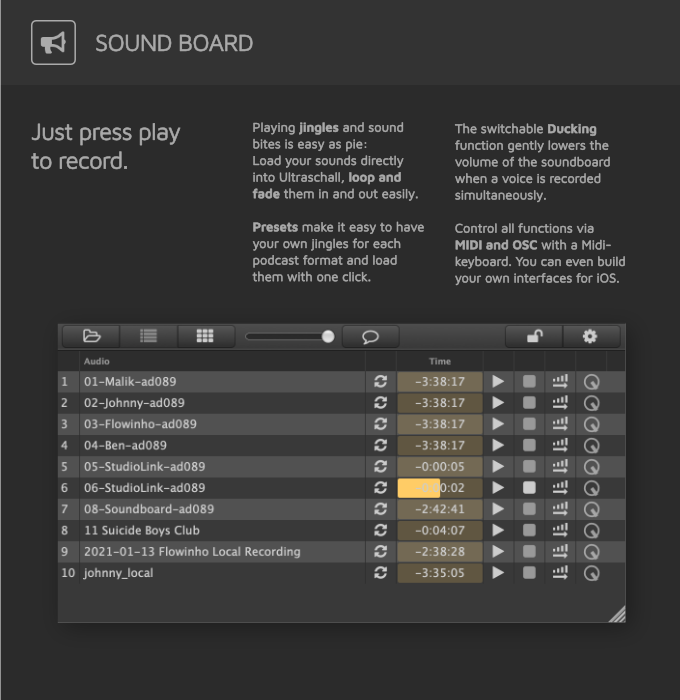 SOUND BOARD
Just press play
to record.
Playing jingles and sound
bites is easy as pie:
Load your sounds directly
into Ultraschall, loop and
fade them in and out easily.
Presets make it easy to have
your own jingles for each
podcast format and load
them with one click.
The switchable Ducking
function gently lowers the
volume of the soundboard
when a voice is recorded
simultaneously.
Control all functions via
MIDI and OSC with a Midi-
keyboard. You can even build
your own interfaces for iOS.
Audio Time
1 01-Malik-ad089 -3:38:17
2 02-Johnny-ad089 -3:38:17
3 03-Flowinho-ad089 -3:38:17
4 04-Ben-ad089 -3:38:17
5 05-StudioLink-ad089 -0:00:05
6 06-StudioLink-ad089
7 08-Soundboard-ad089 -2:42:41
8 11 Suicide Boys Club -0:04:07
9 2021-01-13 Flowinho Local Recording -2:38:28
10 johnny_local -3:35:05